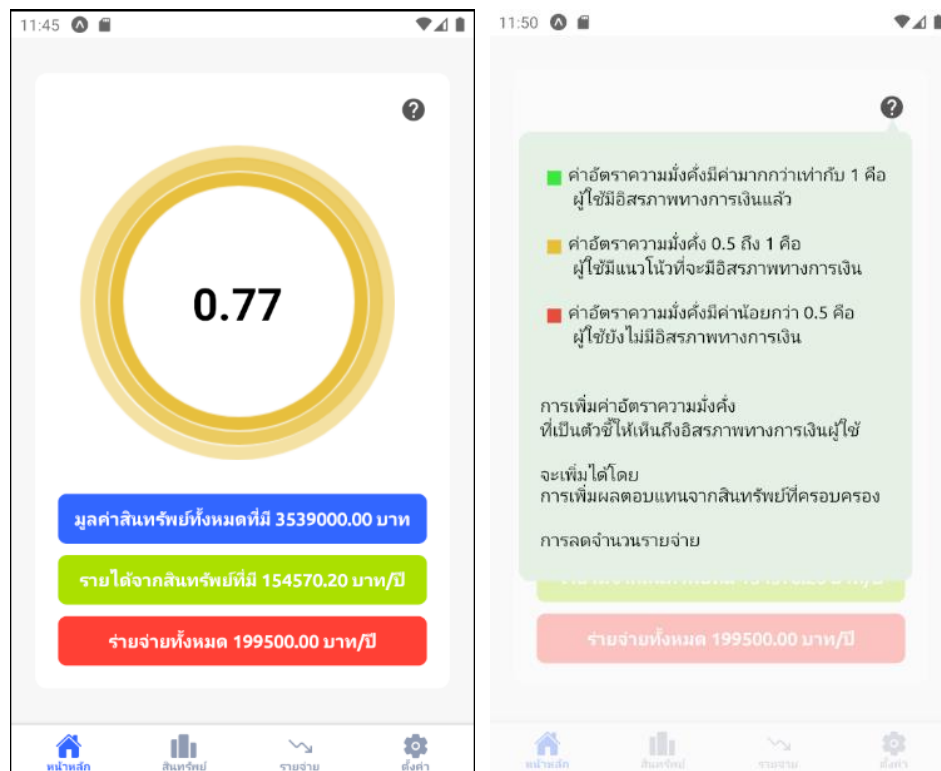 11:45
0.77
มูลค่าสินทรัพย์ทั้งหมดที่มี 3539000.00 บาท
รายได้จากสินทรัพย์ที่มี 154570.20 บาท/ปี
ร่ายจ่ายทั้งหมด 199500.00 บาท/ปี
หน้าหลัก
สินทรัพย์
รายจ่าย
ตั้งค่า
11:50
ค่าอัตราความมั่งคั่งมีค่ามากกว่าเท่ากับ 1 คือ
ผู้ใช้มีอิสรภาพทางการเงินแล้ว
ค่าอัตราความมั่งคั่ง 0.5 ถึง 1 คือ
ผู้ใช้มีแนวโน้วที่จะมีอิสรภาพทางการเงิน
ค่าอัตราความมั่งคั่งมีค่าน้อยกว่า 0.5 คือ
ผู้ใช้ยังไม่มีอิสรภาพทางการเงิน
การเพิ่มค่าอัตราความมั่งคั่ง
ที่เป็นตัวชี้ให้เห็นถึงอิสรภาพทางการเงินผู้ใช้
จะเพิ่มได้โดย
การเพิ่มผลตอบแทนจากสินทรัพย์ที่ครอบครอง
การลดจำนวนรายจ่าย
ร่ายจ่ายทั้งหมด 199500.00 บาท/ปี
หน้าหลัก
สินทรัพย์
รายจ่าย
ตั้งค่า